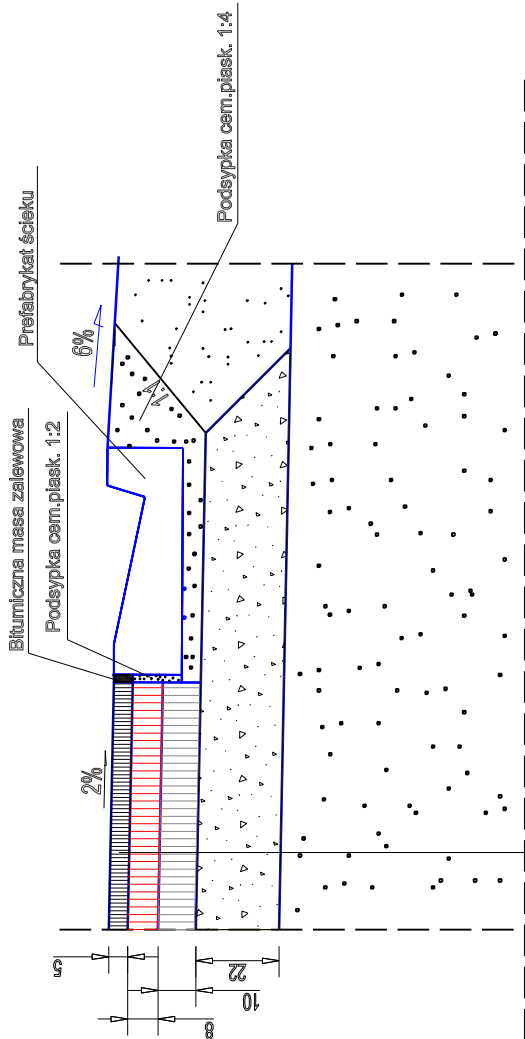 Bitumiczna masa zalewowa
Podsypka cem.piask. 1:2
Prefabrykat ścieku
Podsypka cem.piask. 1:4
2%
6%
1:1
5
8
10
22